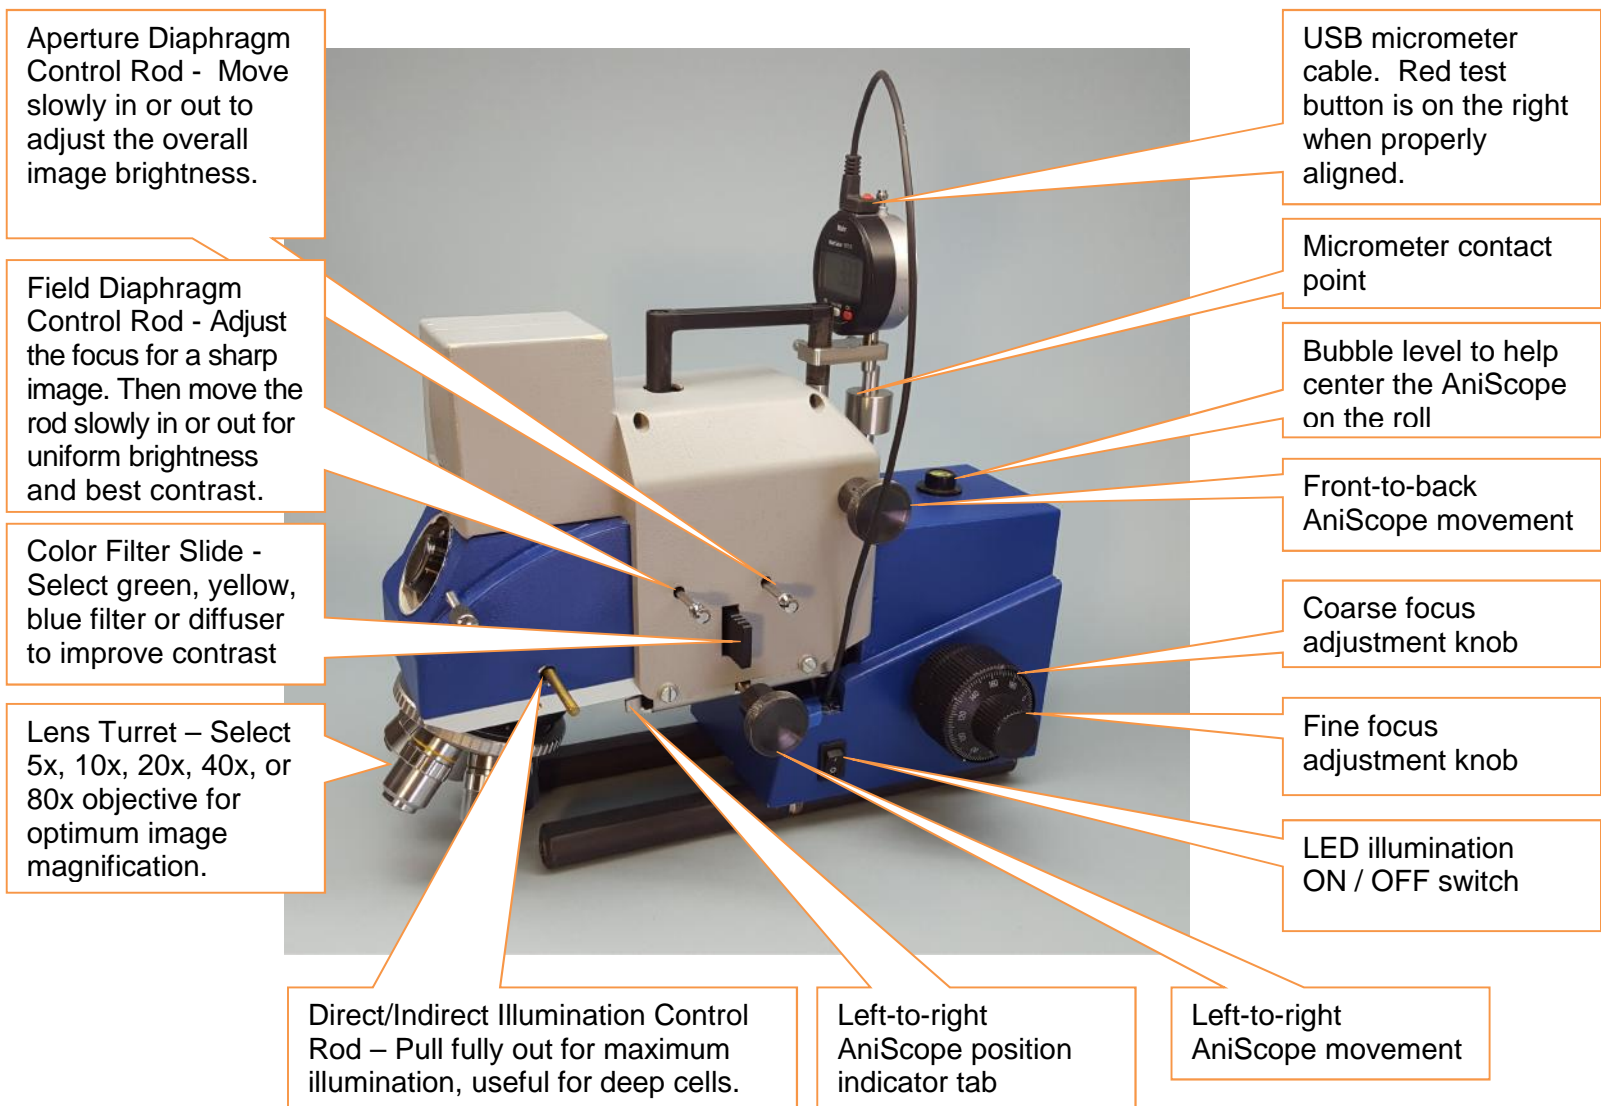 Aperture Diaphragm
Control Rod - Move
slowly in or out to
adjust the overall
image brightness.
Field Diaphragm
Control Rod - Adjust
the focus for a sharp
image. Then move the
rod slowly in or out for
uniform brightness
and best contrast.
Color Filter Slide -
Select green, yellow,
blue filter or diffuser
to improve contrast
Lens Turret – Select
5x, 10x, 20x, 40x, or
80x objective for
optimum image
magnification.
Direct/Indirect Illumination Control
Rod – Pull fully out for maximum
illumination, useful for deep cells.
Left-to-right
AniScope position
indicator tab
Left-to-right
AniScope movement
USB micrometer
cable. Red test
button is on the right
when properly
aligned.
Micrometer contact
point
Bubble level to help
center the AniScope
on the roll
Front-to-back
AniScope movement
Coarse focus
adjustment knob
Fine focus
adjustment knob
LED illumination
ON / OFF switch